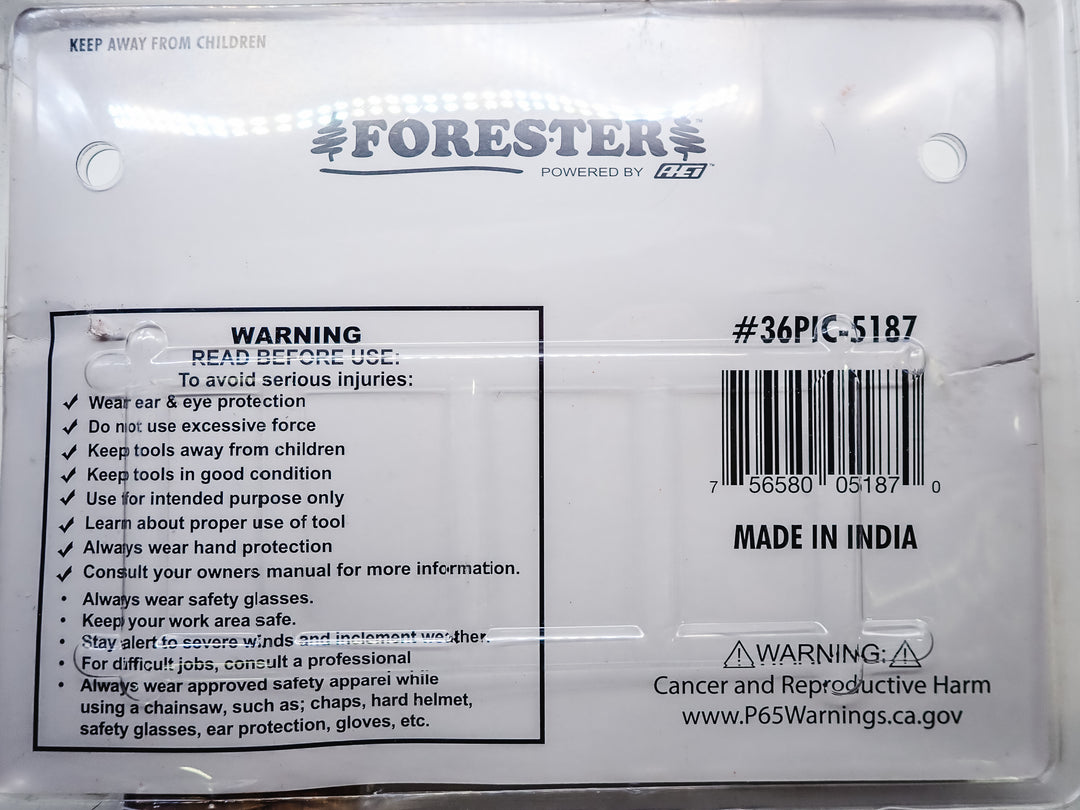 KEEP AWAY FROM CHILDREN
FORESTER™
POWERED BY AHET™
WARNING
READ BEFORE USE:
To avoid serious injuries:
✓ Wear ear & eye protection
✓ Do not use excessive force
✓ Keep tools away from children
✓ Keep tools in good condition
✓ Use for intended purpose only
✓ Learn about proper use of tool
✓ Always wear hand protection
✓ Consult your owners manual for more information.
• Always wear safety glasses.
• Keep your work area safe.
• Stay alert to severe winds and inclement weather.
• For difficult jobs, consult a professional
• Always wear approved safety apparel while
using a chainsaw, such as; chaps, hard helmet,
safety glasses, ear protection, gloves, etc.
#36PIC-5187
7 56580 05187 0
MADE IN INDIA
⚠WARNING:⚠
Cancer and Reproductive Harm
www.P65Warnings.ca.gov